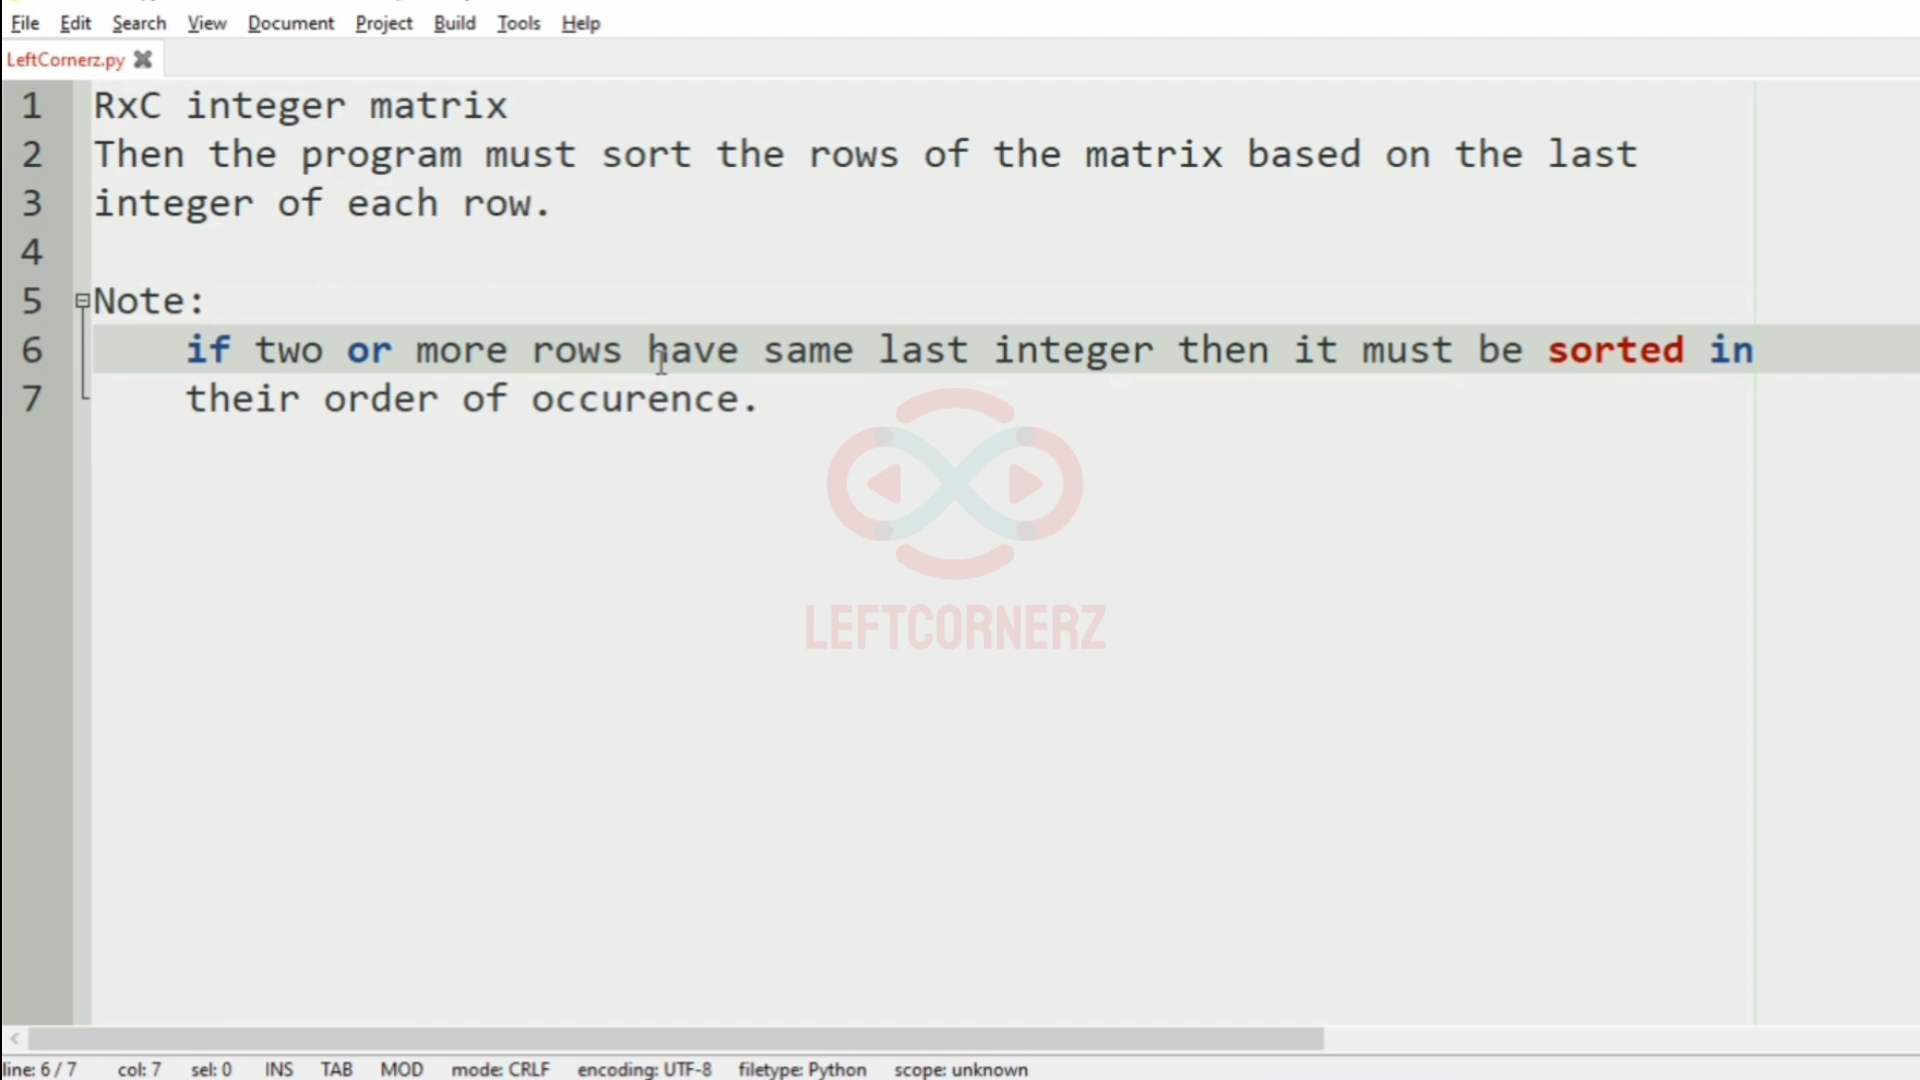 File Edit Search View Document Project Build Tools Help
LeftCornerz.py
1 RxC integer matrix
2 Then the program must sort the rows of the matrix based on the last
3 integer of each row.
4
5 Note:
6 if two or more rows have same last integer then it must be sorted in
7 their order of occurence.
LEFTCORNERZ
line: 6 / 7 col: 7 sel: 0 INS TAB MOD mode: CRLF encoding: UTF-8 filetype: Python scope: unknown